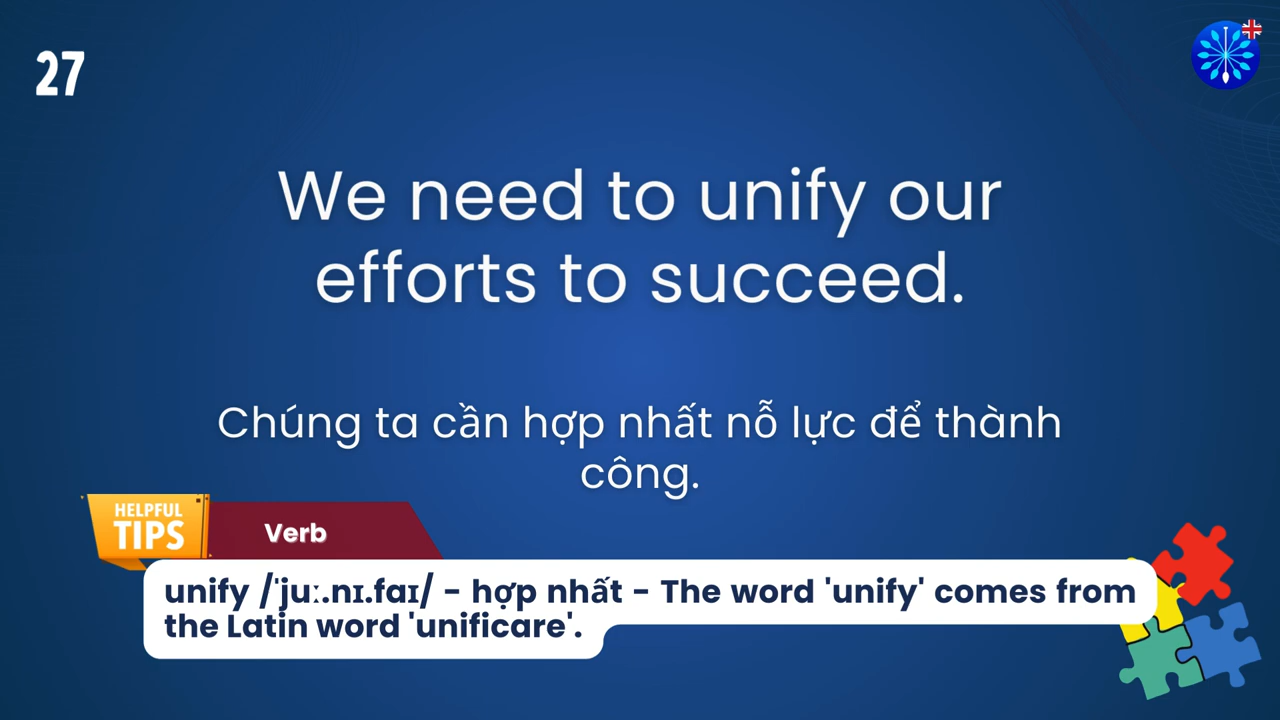 27
We need to unify our
efforts to succeed.
Chúng ta cần hợp nhất nỗ lực để thành
công.
HELPFUL
TIPS
Verb
unify /ˈjuː.nɪ.faɪ/ - hợp nhất - The word 'unify' comes from
the Latin word 'unificare'.